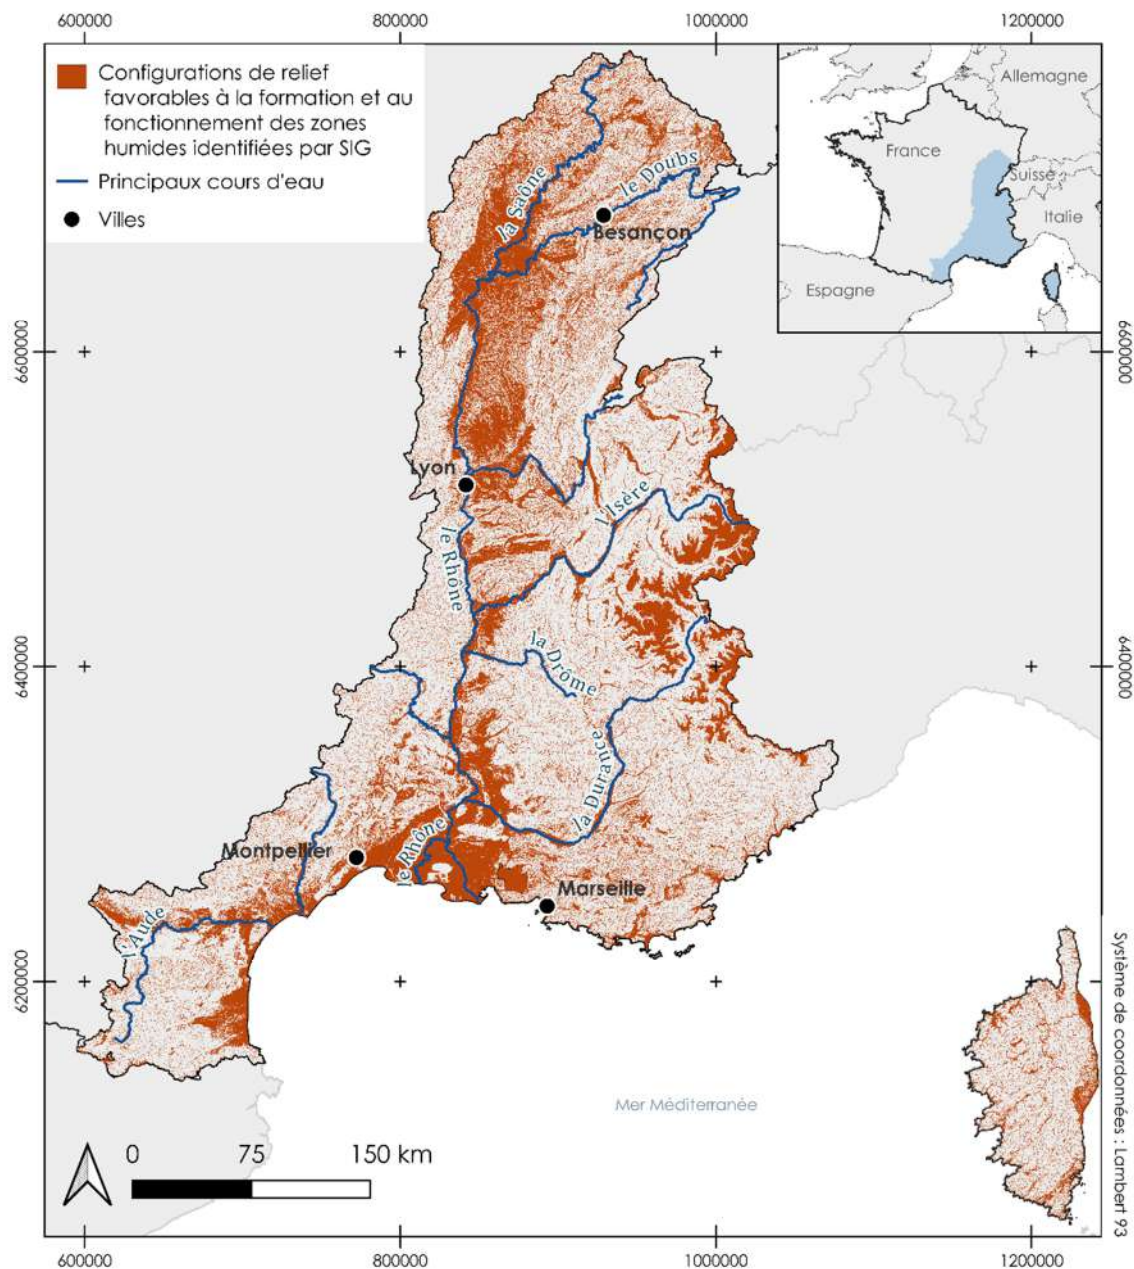 600000
800000
1000000
1200000
Configurations de relief
favorables à la formation et au
fonctionnement des zones
humides identifiées par SIG
Principaux cours d'eau
Villes
Allemagne
France
Suisse
Italie
Espagne
la Saône
le Doubs
Besançon
6600000
6600000
Lyon
l'Isère
le Rhône
la Drôme
6400000
6400000
la Durance
le Rhône
Montpellier
Marseille
l'Aude
6200000
Système de coordonnées : Lambert 93
Mer Méditerranée
0
75
150 km
600000
800000
1000000
1200000